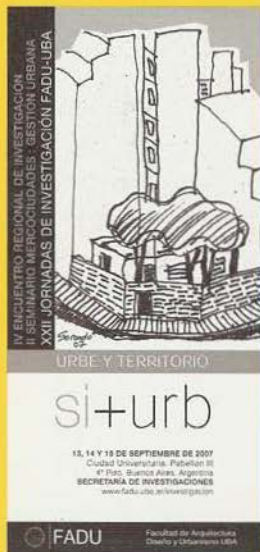 IV ENCUENTRO REGIONAL DE INVESTIGACIÓN
II SEMINARIO MERCOCIUDADES: GESTIÓN URBANA
XXII JORNADAS DE INVESTIGACIÓN FADU-UBA
07
URBE Y TERRITORIO
si+urb
13, 14 Y 15 DE SEPTIEMBRE DE 2007
Ciudad Universitaria. Pabellón III
4º Piso. Buenos Aires. Argentina
SECRETARÍA DE INVESTIGACIONES
www.fadu.uba.ar/investigacion
FADU
Facultad de Arquitectura
Diseño y Urbanismo UBA